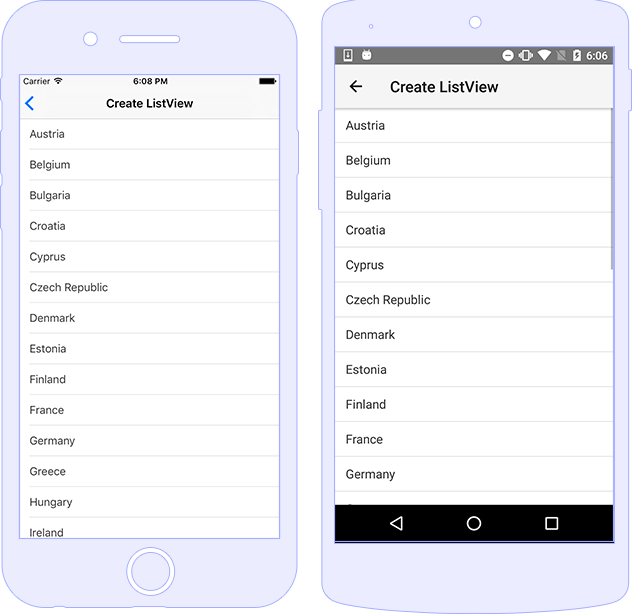 Carrier 6:08 PM
Create ListView
Austria
Belgium
Bulgaria
Croatia
Cyprus
Czech Republic
Denmark
Estonia
Finland
France
Germany
Greece
Hungary
Ireland
6:06
Create ListView
Austria
Belgium
Bulgaria
Croatia
Cyprus
Czech Republic
Denmark
Estonia
Finland
France
Germany